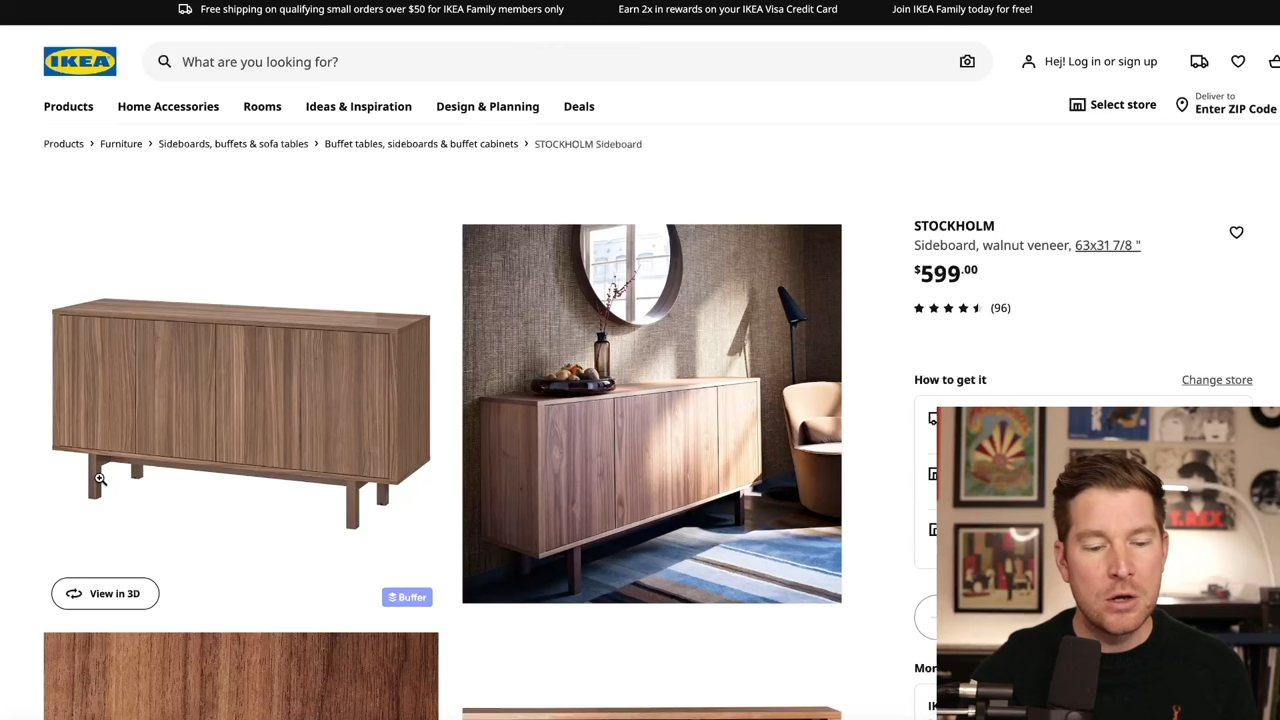 Free shipping on qualifying small orders over $50 for IKEA Family members only
Earn 2x in rewards on your IKEA Visa Credit Card
Join IKEA Family today for free!
IKEA
What are you looking for?
Hej! Log in or sign up
Products
Home Accessories
Rooms
Ideas & Inspiration
Design & Planning
Deals
Select store
Deliver to
Enter ZIP Code
Products > Furniture > Sideboards, buffets & sofa tables > Buffet tables, sideboards & buffet cabinets > STOCKHOLM Sideboard
STOCKHOLM
Sideboard, walnut veneer, 63x31 7/8 "
$599.00
(96)
How to get it
Change store
View in 3D
Buffer
T.REX
Mor
IK